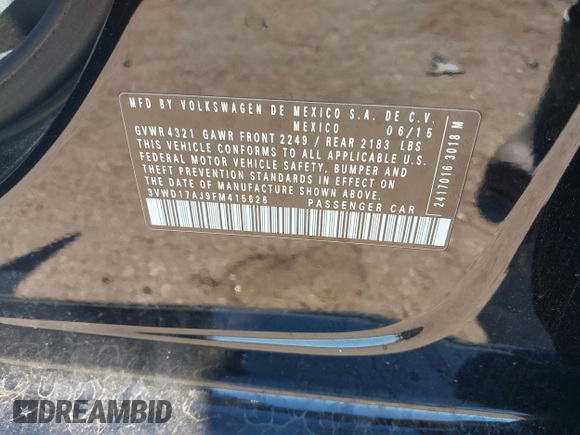 MFD BY VOLKSWAGEN DE MEXICO S.A. DE C.V.
MEXICO 06/15
GVWR 4321 GAWR FRONT 2249 / REAR 2183 LBS
THIS VEHICLE CONFORMS TO ALL APPLICABLE
FEDERAL MOTOR VEHICLE SAFETY, BUMPER AND
THEFT PREVENTION STANDARDS IN EFFECT ON
THE DATE OF MANUFACTURE SHOWN ABOVE.
3VWD17AJ9FM415626 PASSENGER CAR
2417016 3018 M
DREAMBID